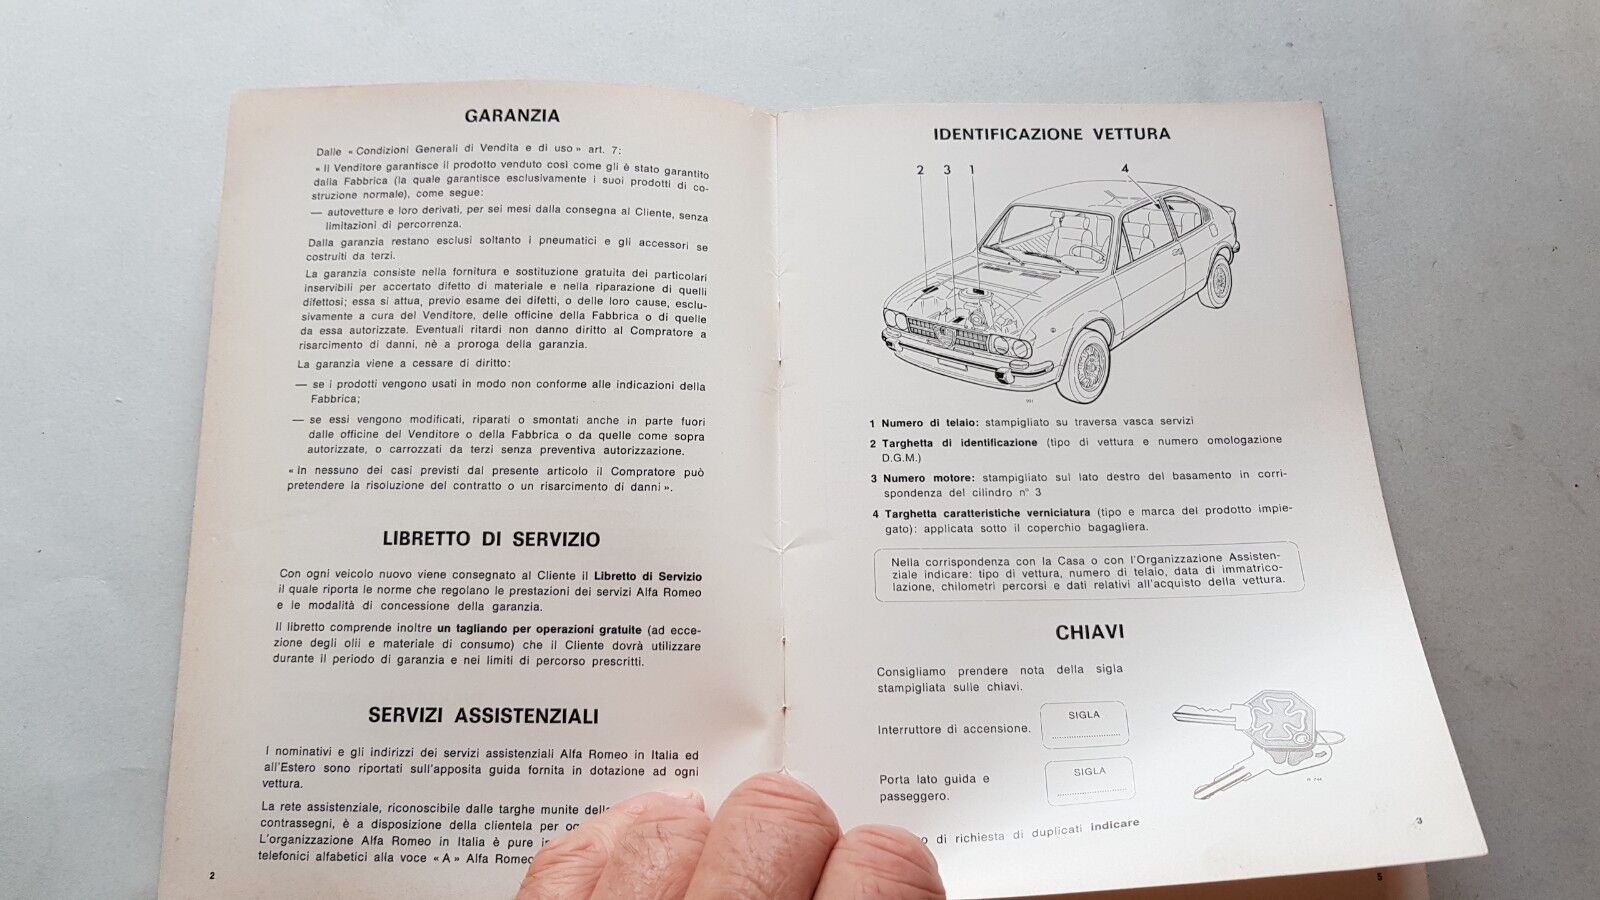 GARANZIA
Dalle « Condizioni Generali di Vendita e di uso » art. 7:
« Il Venditore garantisce il prodotto venduto così come gli è stato garantito
dalla Fabbrica (la quale garantisce esclusivamente i suoi prodotti di co-
struzione normale), come segue:
— autovetture e loro derivati, per sei mesi dalla consegna al Cliente, senza
limitazioni di percorrenza.
Dalla garanzia restano esclusi soltanto i pneumatici e gli accessori se
costruiti da terzi.
La garanzia consiste nella fornitura e sostituzione gratuita dei particolari
inservibili per accertato difetto di materiale e nella riparazione di quelli
difettosi; essa si attua, previo esame dei difetti, o delle loro cause, esclu-
sivamente a cura del Venditore, delle officine della Fabbrica o di quelle
da essa autorizzate. Eventuali ritardi non danno diritto al Compratore a
risarcimento di danni, nè a proroga della garanzia.
La garanzia viene a cessare di diritto:
— se i prodotti vengono usati in modo non conforme alle indicazioni della
Fabbrica;
— se essi vengono modificati, riparati o smontati anche in parte fuori
dalle officine del Venditore o della Fabbrica o da quelle come sopra
autorizzate, o carrozzati da terzi senza preventiva autorizzazione.
« In nessuno dei casi previsti dal presente articolo il Compratore può
pretendere la risoluzione del contratto o un risarcimento di danni ».
LIBRETTO DI SERVIZIO
Con ogni veicolo nuovo viene consegnato al Cliente il Libretto di Servizio
il quale riporta le norme che regolano le prestazioni dei servizi Alfa Romeo
e le modalità di concessione della garanzia.
Il libretto comprende inoltre un tagliando per operazioni gratuite (ad ecce-
zione degli olii e materiale di consumo) che il Cliente dovrà utilizzare
durante il periodo di garanzia e nei limiti di percorso prescritti.
SERVIZI ASSISTENZIALI
I nominativi e gli indirizzi dei servizi assistenziali Alfa Romeo in Italia ed
all'Estero sono riportati sull'apposita guida fornita in dotazione ad ogni
vettura.
La rete assistenziale, riconoscibile dalle targhe munite
contrassegni, è a disposizione della clientela per
L'organizzazione Alfa Romeo in Italia è pure
telefonici alfabetici alla voce « A » Alfa Romeo
2
IDENTIFICAZIONE VETTURA
2 3 1 4
991
1 Numero di telaio: stampigliato su traversa vasca servizi
2 Targhetta di identificazione (tipo di vettura e numero omologazione
D.G.M.)
3 Numero motore: stampigliato sul lato destro del basamento in corri-
spondenza del cilindro n° 3
4 Targhetta caratteristiche verniciatura (tipo e marca del prodotto impie-
gato): applicata sotto il coperchio bagagliera.
Nella corrispondenza con la Casa o con l'Organizzazione Assisten-
ziale indicare: tipo di vettura, numero di telaio, data di immatrico-
lazione, chilometri percorsi e dati relativi all'acquisto della vettura.
CHIAVI
Consigliamo prendere nota della sigla
stampigliata sulle chiavi.
Interruttore di accensione.
SIGLA
Porta lato guida e
passeggero.
SIGLA
di richiesta di duplicati indicare
3
5